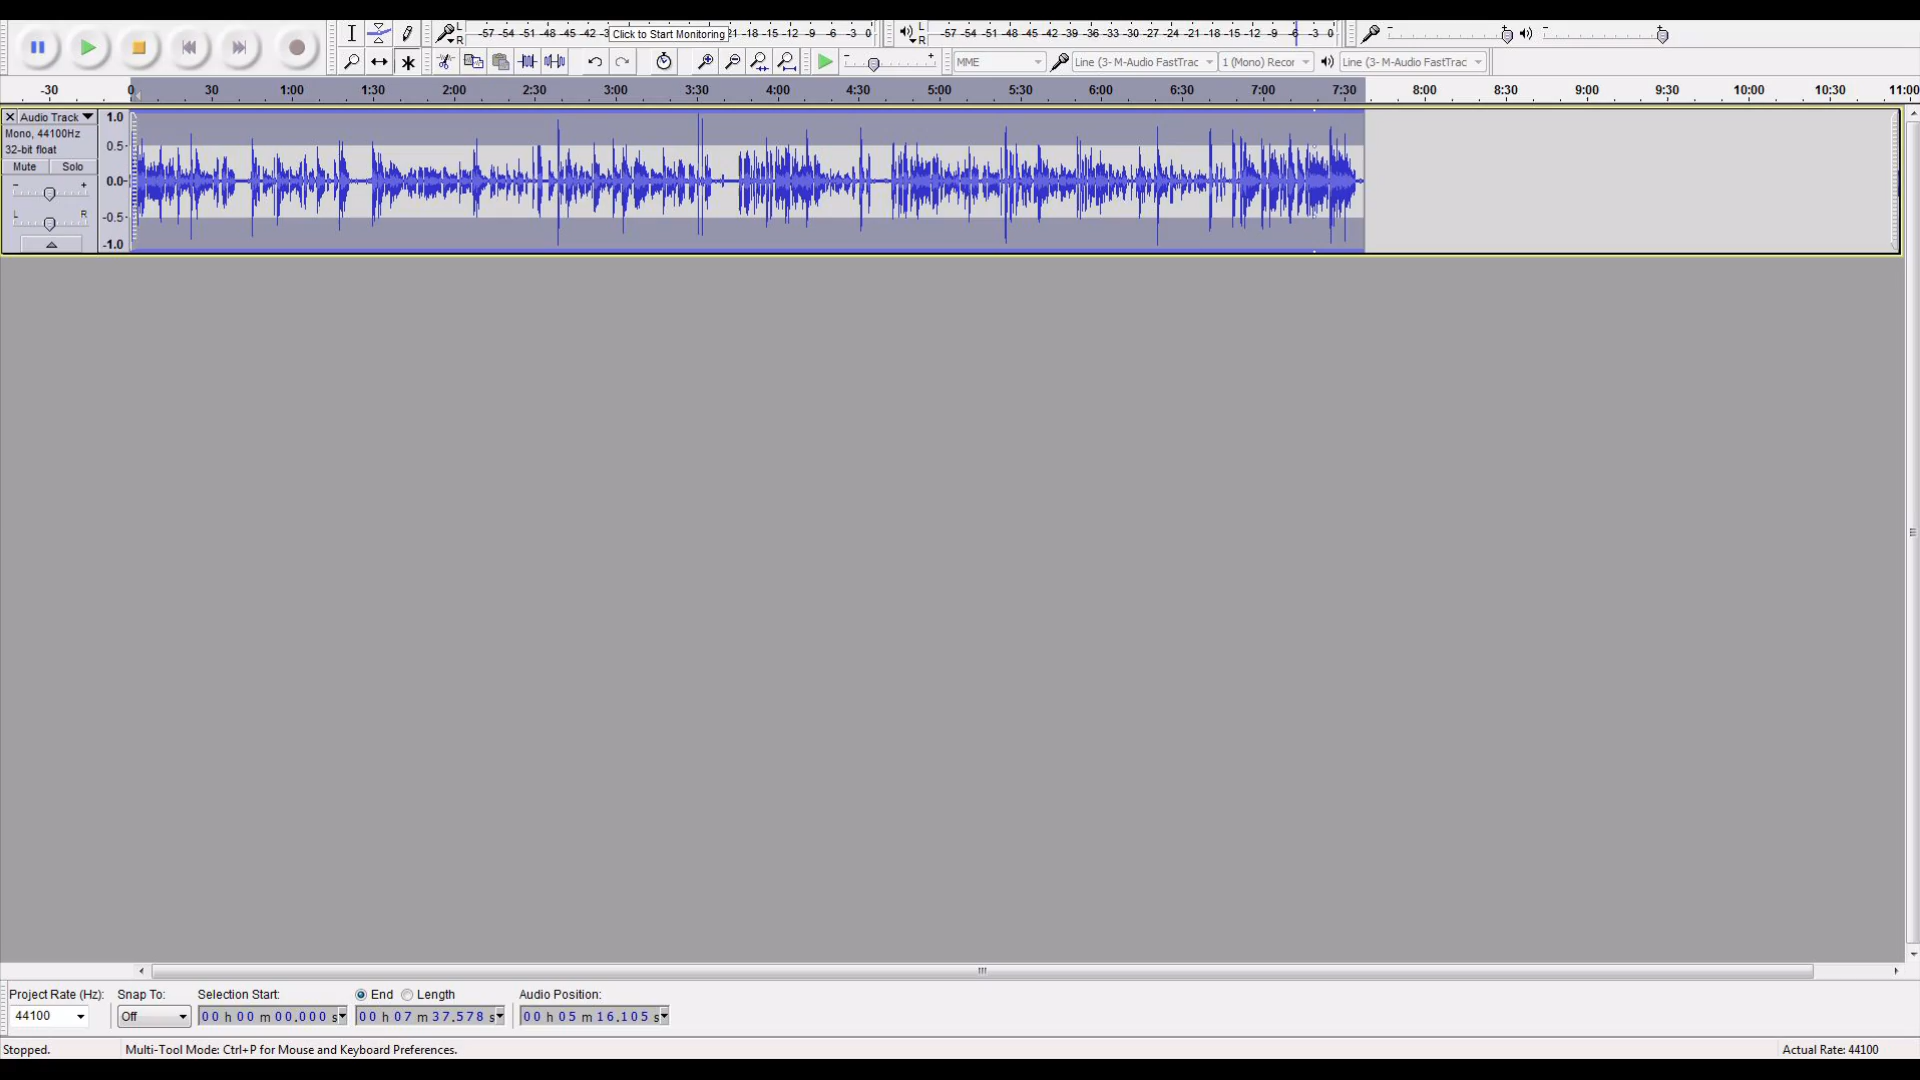 L
R
-57 -54 -51 -48 -45 -42 -3 Click to Start Monitoring 21 -18 -15 -12 -9 -6 -3 0
L
R
-57 -54 -51 -48 -45 -42 -39 -36 -33 -30 -27 -24 -21 -18 -15 -12 -9 -6 -3 0
- +
MME
Line (3- M-Audio FastTrac
1 (Mono) Recor
Line (3- M-Audio FastTrac
-30 0 30 1:00 1:30 2:00 2:30 3:00 3:30 4:00 4:30 5:00 5:30 6:00 6:30 7:00 7:30 8:00 8:30 9:00 9:30 10:00 10:30 11:00
Audio Track
Mono, 44100Hz
32-bit float
Mute Solo
- +
L R
1.0
0.5-
0.0-
-0.5-
-1.0
Project Rate (Hz): Snap To: Selection Start: End Length Audio Position:
44100 Off 00 h 00 m 00.000 s 00 h 07 m 37.578 s 00 h 05 m 16.105 s
Stopped. Multi-Tool Mode: Ctrl+P for Mouse and Keyboard Preferences. Actual Rate: 44100